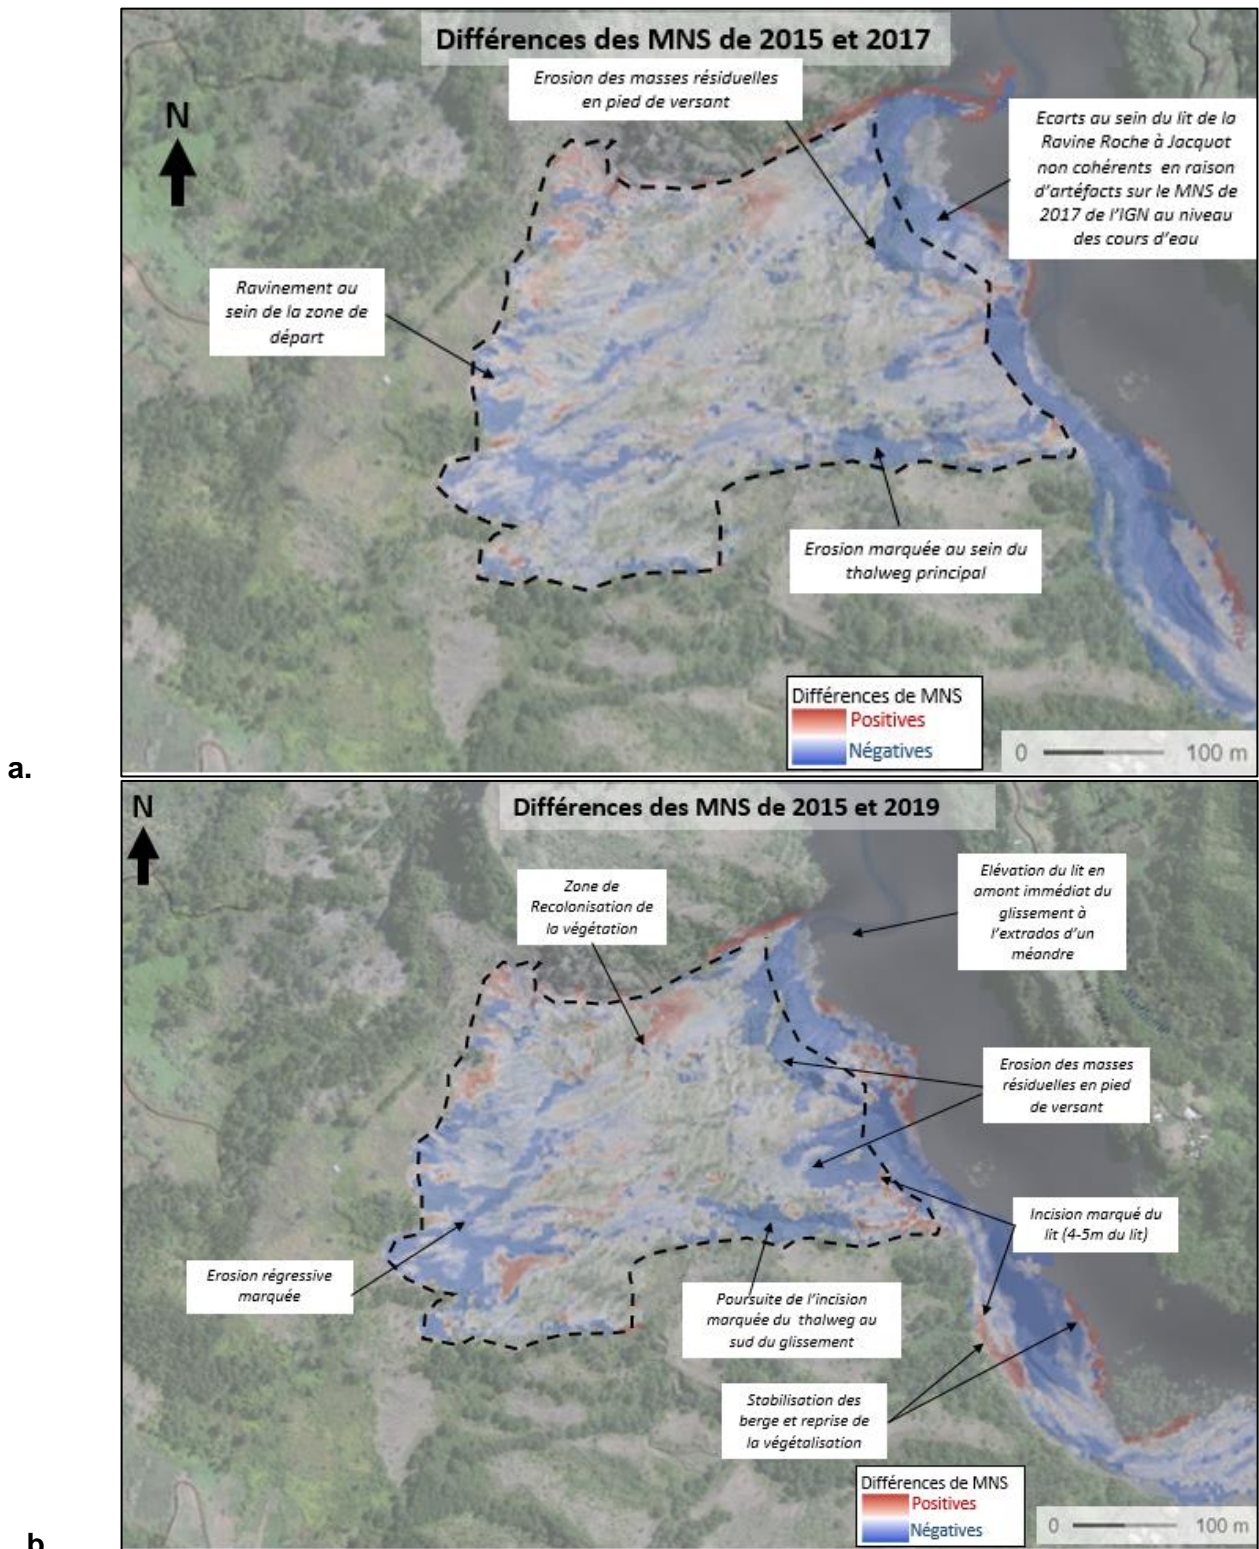 Différences des MNS de 2015 et 2017
Erosion des masses résiduelles
en pied de versant
N
Ecarts au sein du lit de la
Ravine Roche à Jacquot
non cohérents en raison
d'artéfacts sur le MNS de
2017 de l'IGN au niveau
des cours d'eau
Ravinement au
sein de la zone de
départ
Erosion marquée au sein du
thalweg principal
Différences de MNS
Positives
Négatives
0 100 m
a.
Différences des MNS de 2015 et 2019
N
Zone de
Recolonisation de
la végétation
Elévation du lit en
amont immédiat du
glissement à
l'extrados d'un
méandre
Erosion des masses
résiduelles en pied
de versant
Incision marqué du
lit (4-5m du lit)
Erosion régressive
marquée
Poursuite de l'incision
marquée du thalweg au
sud du glissement
Stabilisation des
berge et reprise de
la végétalisation
Différences de MNS
Positives
Négatives
0 100 m
b